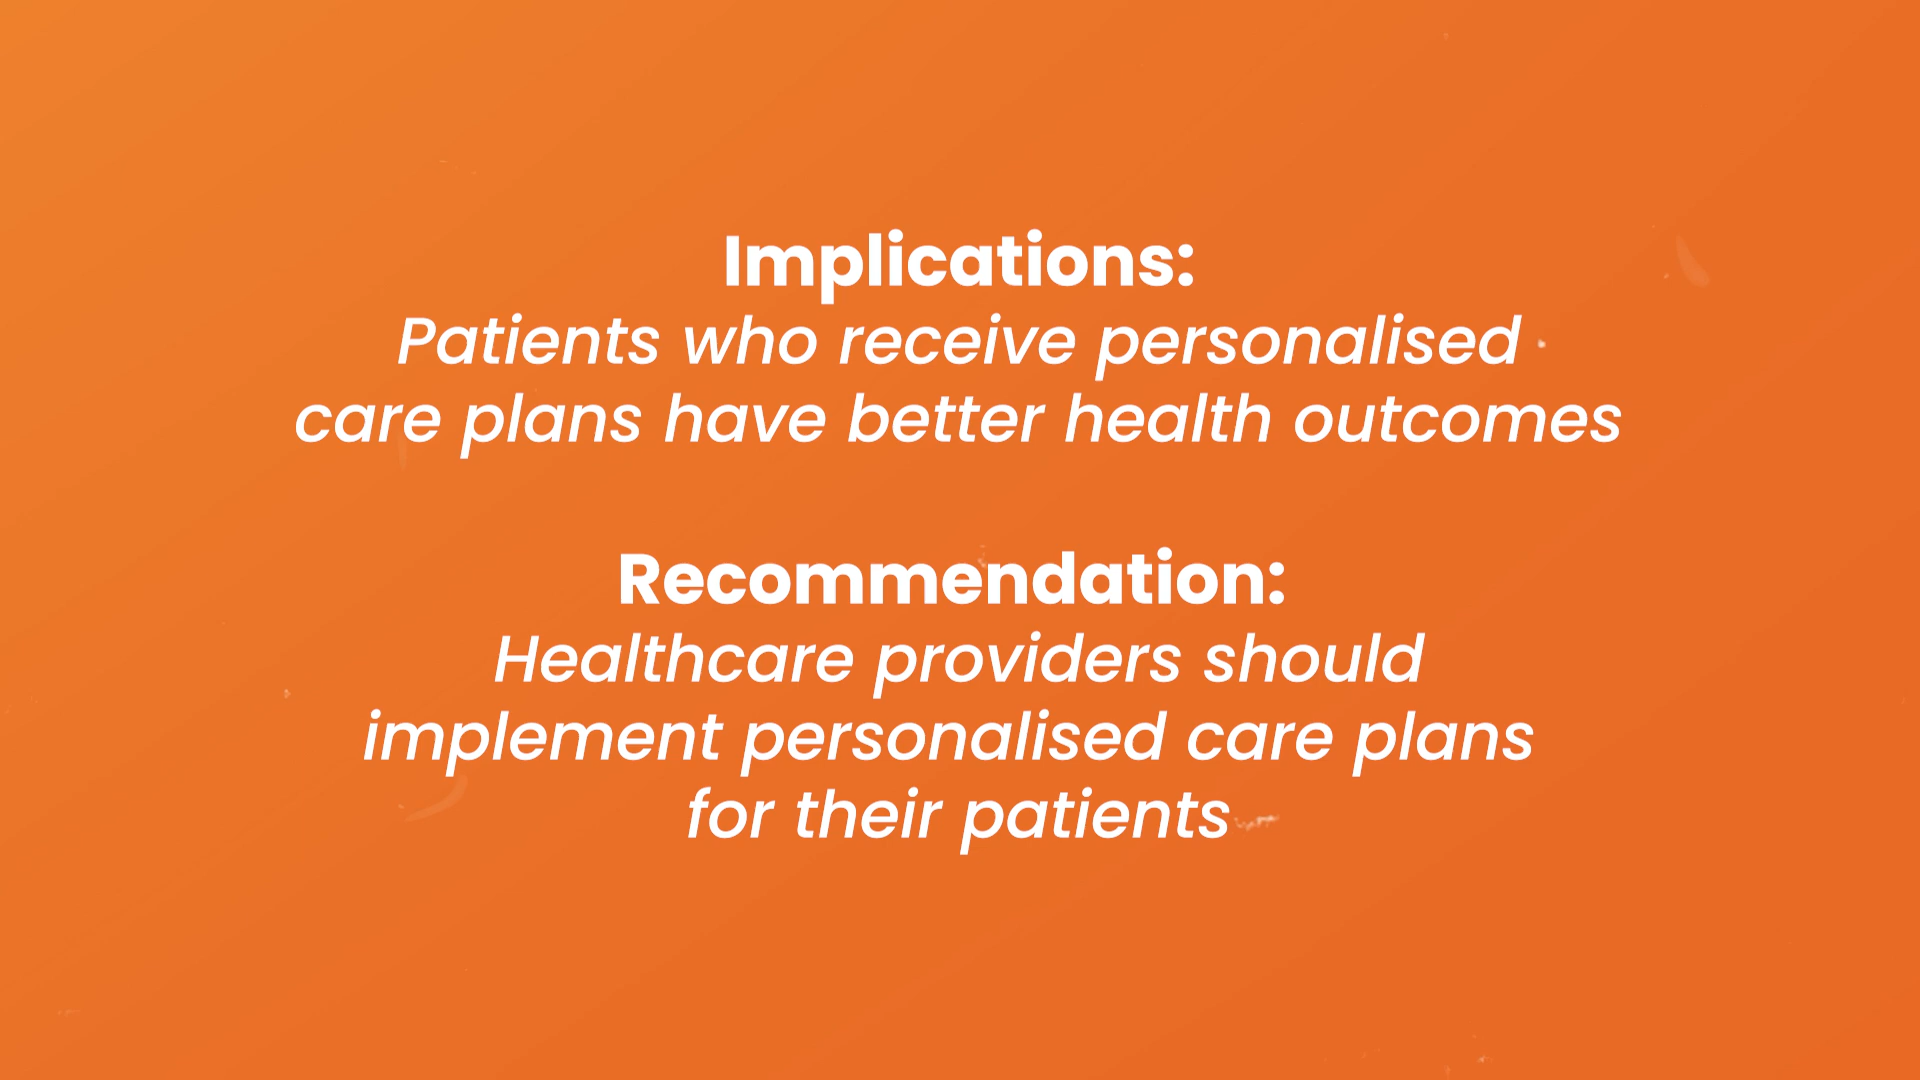 Implications:
Patients who receive personalised
care plans have better health outcomes
Recommendation:
Healthcare providers should
implement personalised care plans
for their patients